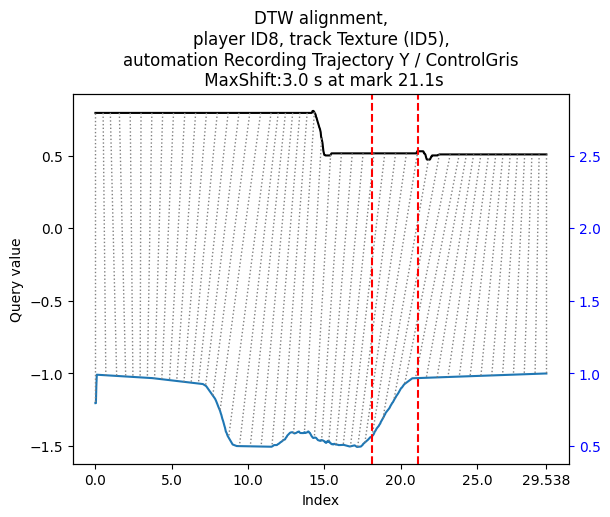 DTW alignment,
player ID8, track Texture (ID5),
automation Recording Trajectory Y / ControlGris
MaxShift:3.0 s at mark 21.1s
Query value
0.5
0.0
−0.5
−1.0
−1.5
2.5
2.0
1.5
1.0
0.5
0.0 5.0 10.0 15.0 20.0 25.0 29.538
Index